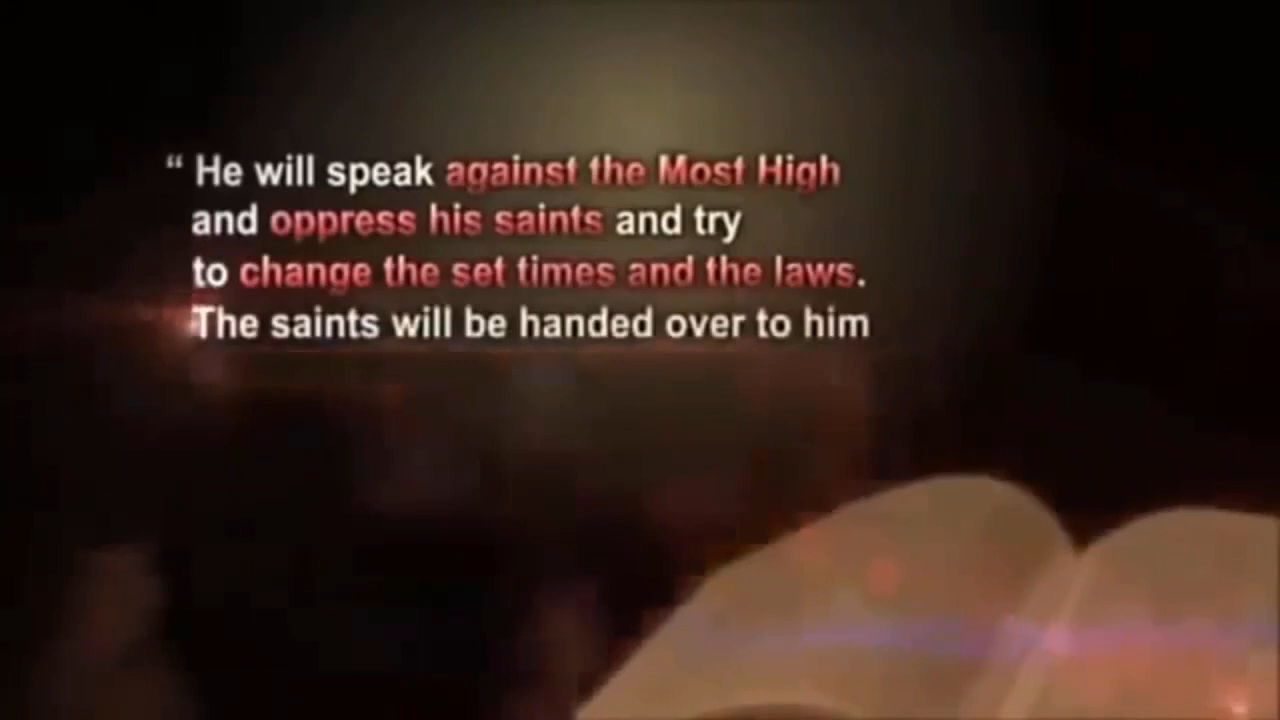 “ He will speak against the Most High
and oppress his saints and try
to change the set times and the laws.
The saints will be handed over to him